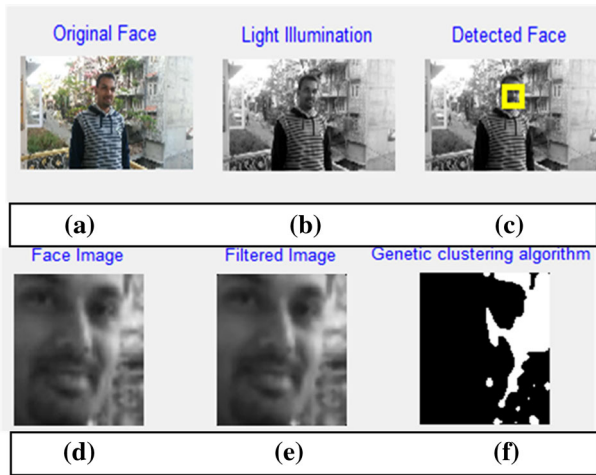 Original Face Light Illumination Detected Face
(a) (b) (c)
Face Image Filtered Image Genetic clustering algorithm
(d) (e) (f)